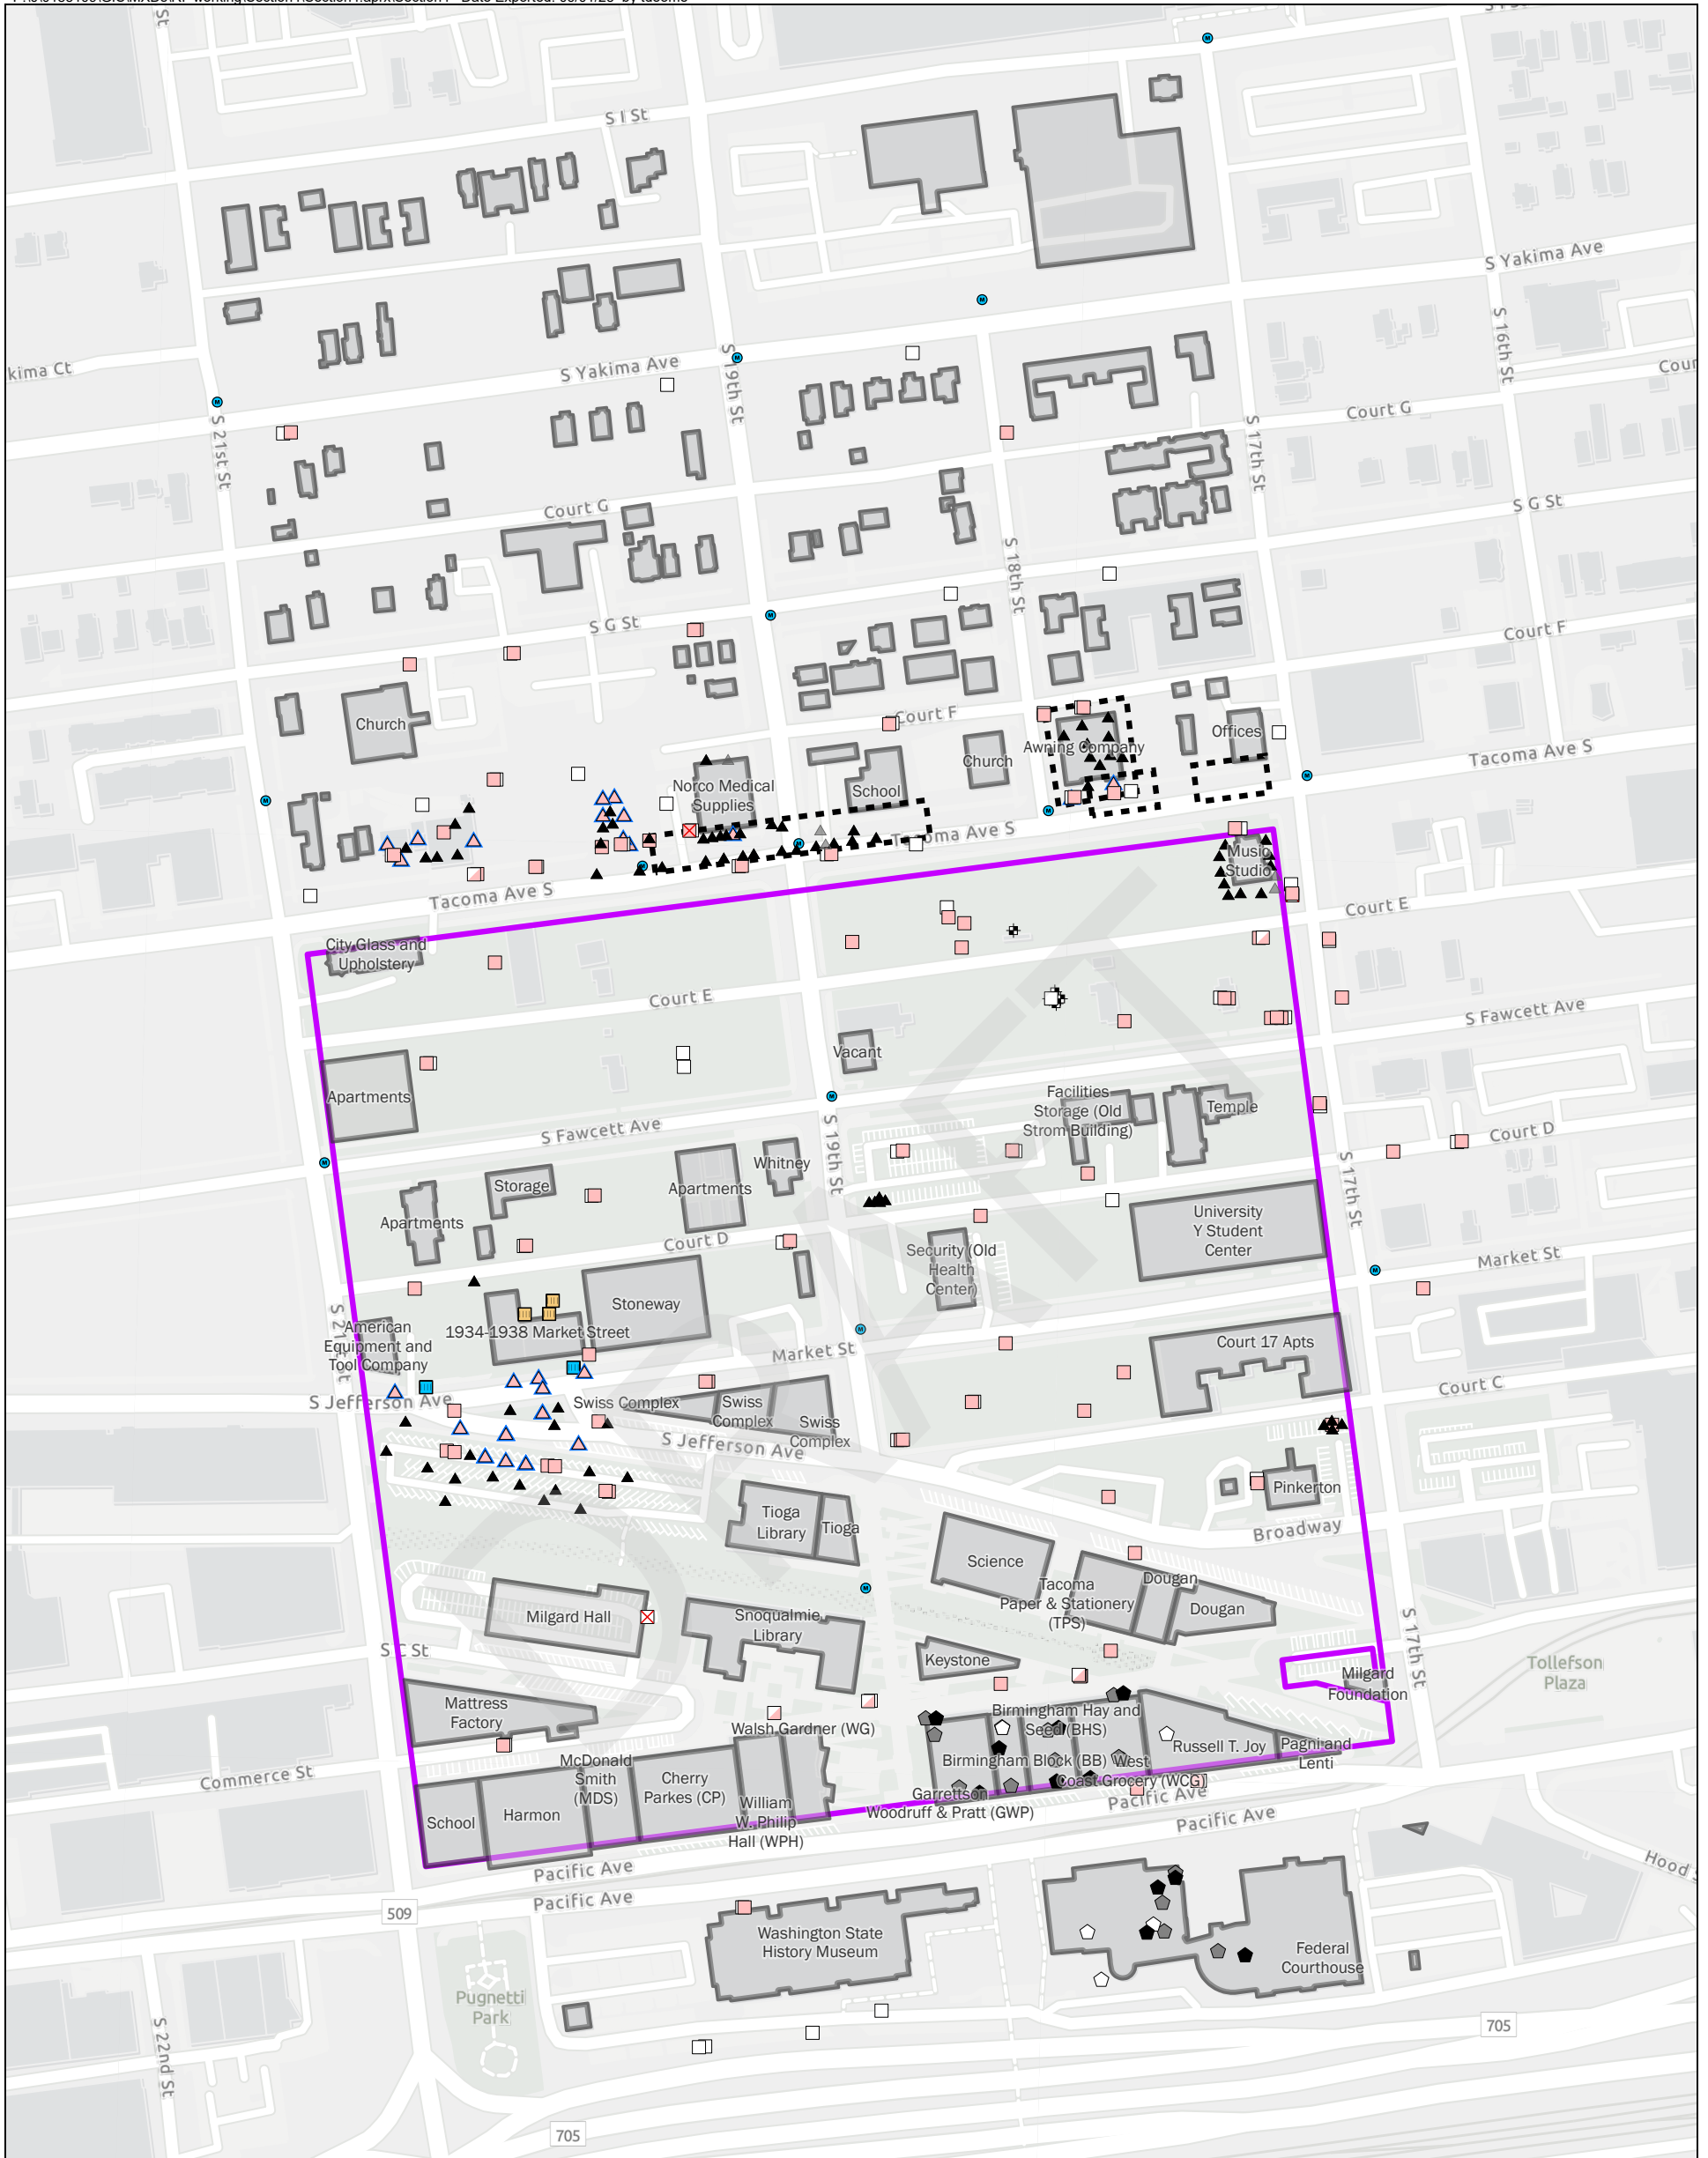 S I St
S Yakima Ave
S 16th St
kima Ct
S Yakima Ave
S 19th St
Cour
Court G
S 21st St
S 17th St
S G St
Court G
S 18th St
S G St
Court F
Church
Court F
Awning Company
Offices
Tacoma Ave S
Church
Norco Medical
Supplies
School
Tacoma Ave S
Music
Studio
Tacoma Ave S
Court E
City Glass and
Upholstery
Court E
S Fawcett Ave
Vacant
Apartments
Facilities
Storage (Old
Strom Building)
Temple
S Fawcett Ave
Court D
S 19th St
Whitney
Storage
Apartments
Apartments
S 17th St
University
Y Student
Center
Court D
Security (Old
Health
Center)
Market St
Stoneway
S 21st St
1934-1938 Market Street
American
Equipment and
Tool Company
Court 17 Apts
Market St
Court C
S Jefferson Ave
Swiss Complex
Swiss
Complex
Swiss
Complex
S Jefferson Ave
Pinkerton
Tioga
Library
Tioga
Broadway
Science
Tacoma
Paper & Stationery
(TPS)
Dougan
Dougan
Milgard Hall
Snoqualmie
Library
S 17th St
S C St
Keystone
Tollefson
Plaza
Milgard
Foundation
Mattress
Factory
Walsh Gardner (WG)
Birmingham Hay and
Seed (BHS)
Russell T. Joy
Pagni and
Lenti
Birmingham Block (BB)
West
Coast Grocery (WCG)
Commerce St
McDonald
Smith
(MDS)
Cherry
Parkes (CP)
Garrettson
Woodruff & Pratt (GWP)
Pacific Ave
School
Harmon
William
W. Philip
Hall (WPH)
Pacific Ave
Pacific Ave
Pacific Ave
Hood
509
Washington State
History Museum
Federal
Courthouse
Pugnetti
Park
S 22nd St
705
705
DRAFT